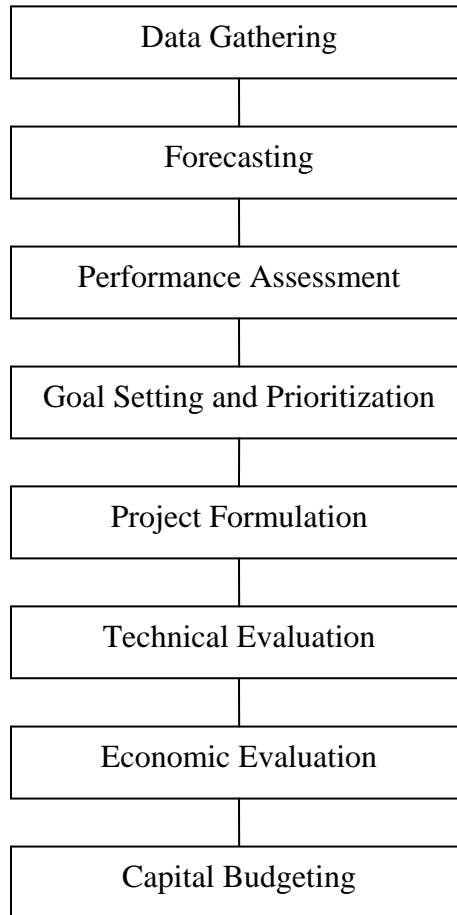 Data Gathering
Forecasting
Performance Assessment
Goal Setting and Prioritization
Project Formulation
Technical Evaluation
Economic Evaluation
Capital Budgeting